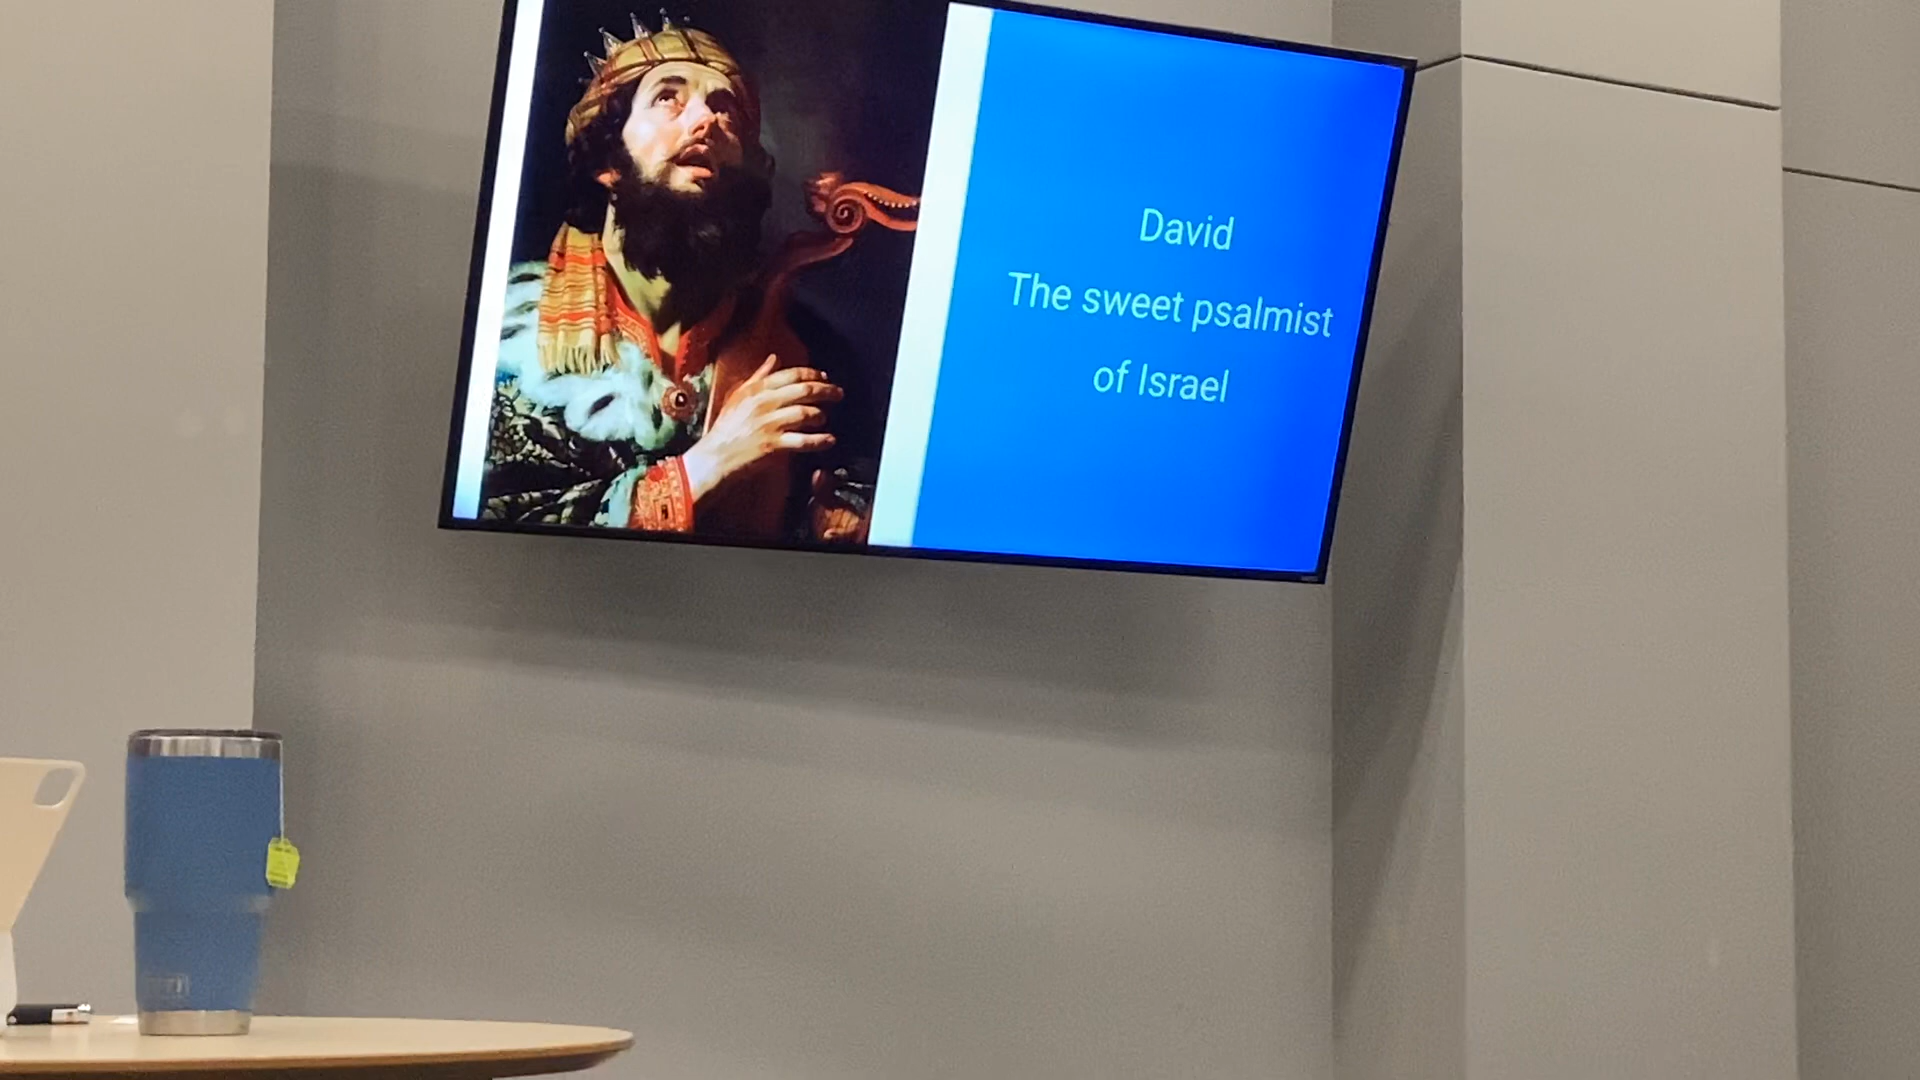 David
The sweet psalmist
of Israel